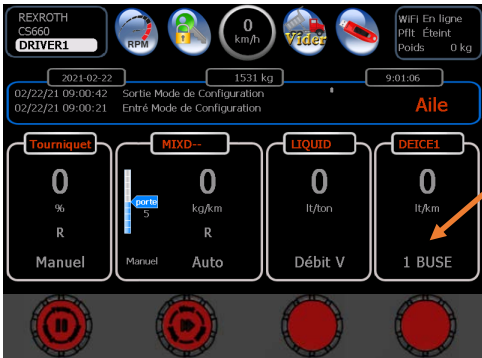 REXROTH
CS660
DRIVER1
RPM
0
km/h
Vider
WiFi En ligne
Pflt Éteint
Poids 0 kg
2021-02-22
1531 kg
9:01:06
02/22/21 09:00:42 Sortie Mode de Configuration
02/22/21 09:00:21 Entré Mode de Configuration
Aile
Tourniquet
MIXD--
LIQUID
DEICE1
0
%
R
Manuel
porte
5
Manuel
0
kg/km
R
Auto
0
lt/ton
Débit V
0
lt/km
1 BUSE